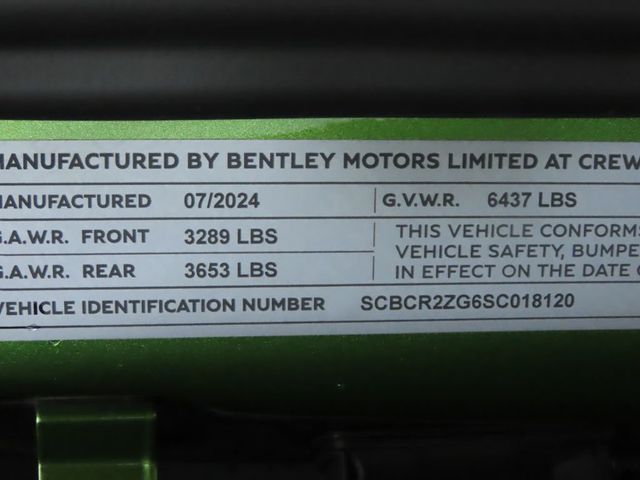 MANUFACTURED BY BENTLEY MOTORS LIMITED AT CREW
MANUFACTURED 07/2024 G.V.W.R. 6437 LBS
G.A.W.R. FRONT 3289 LBS THIS VEHICLE CONFORMS
VEHICLE SAFETY, BUMPE
G.A.W.R. REAR 3653 LBS IN EFFECT ON THE DATE O
VEHICLE IDENTIFICATION NUMBER SCBCR2ZG6SC018120